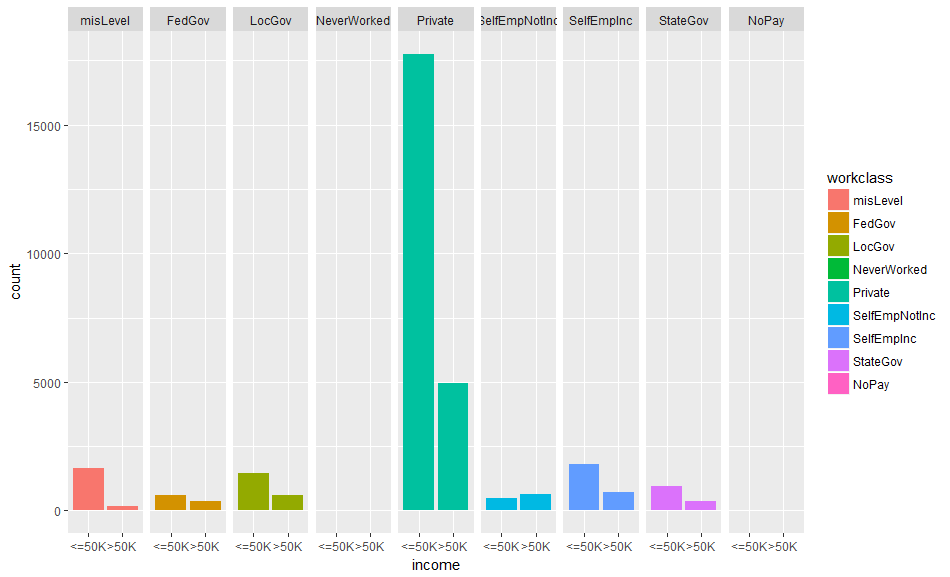 misLevel FedGov LocGov NeverWorked Private SelfEmpNotInc SelfEmpInc StateGov NoPay
15000
10000
5000
0
count
<=50K >50K <=50K >50K <=50K >50K <=50K >50K <=50K >50K <=50K >50K <=50K >50K <=50K >50K <=50K >50K
income
workclass
misLevel
FedGov
LocGov
NeverWorked
Private
SelfEmpNotInc
SelfEmpInc
StateGov
NoPay